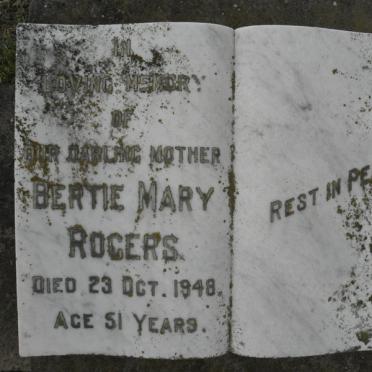 IN
LOVING MEMORY
OF
OUR DARLING MOTHER
BERTIE MARY
ROGERS.
DIED 23 OCT. 1948.
AGE 51 YEARS.
REST IN PEA